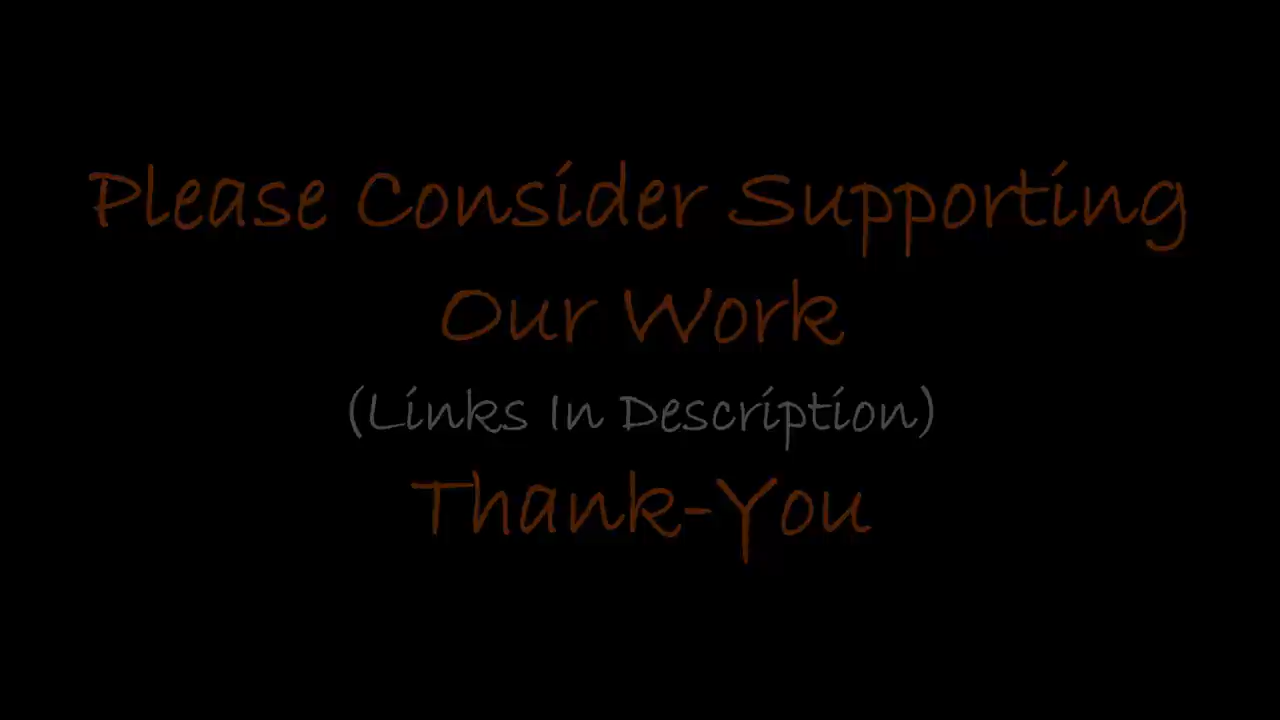 Please Consider Supporting
Our Work
(Links In Description)
Thank-You